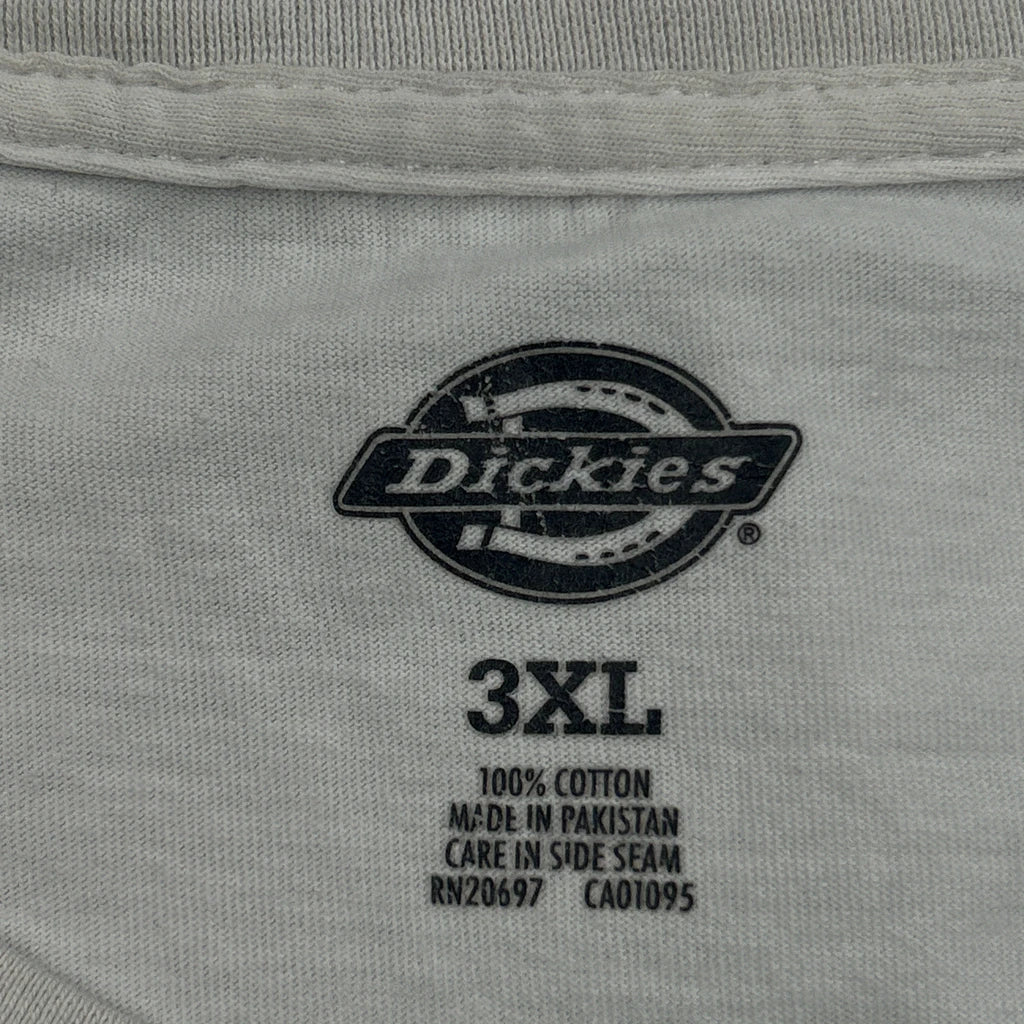 Dickies
®
3XL
100% COTTON
MADE IN PAKISTAN
CARE IN SIDE SEAM
RN20697 CA01095